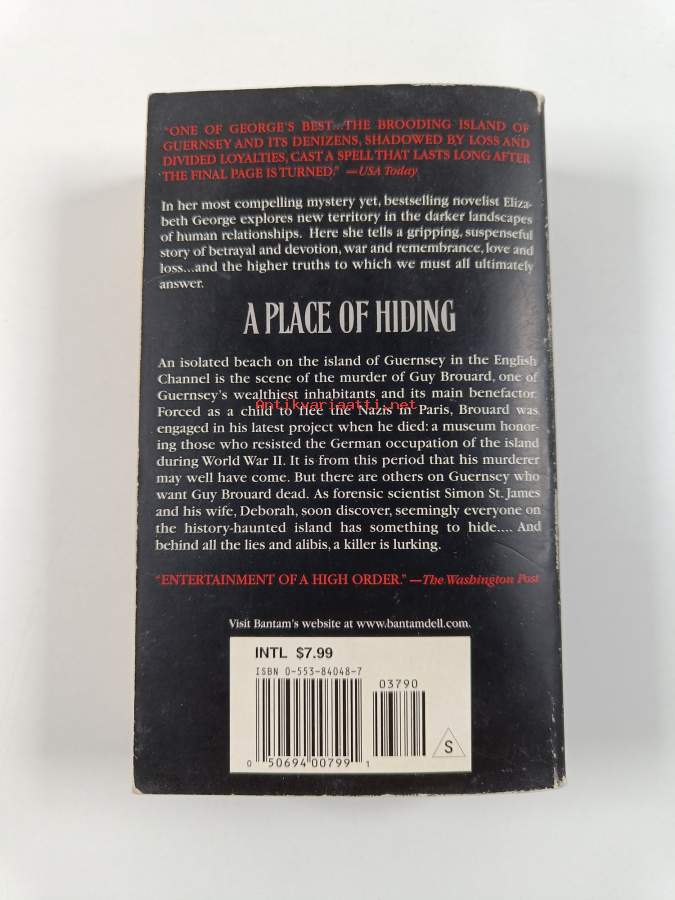 "ONE OF GEORGE'S BEST...THE BROODING ISLAND OF
GUERNSEY AND ITS DENIZENS, SHADOWED BY LOSS AND
DIVIDED LOYALTIES, CAST A SPELL THAT LASTS LONG AFTER
THE FINAL PAGE IS TURNED." —USA Today
In her most compelling mystery yet, bestselling novelist Eliza-
beth George explores new territory in the darker landscapes
of human relationships. Here she tells a gripping, suspenseful
story of betrayal and devotion, war and remembrance, love and
loss...and the higher truths to which we must all ultimately
answer.
A PLACE OF HIDING
An isolated beach on the island of Guernsey in the English
Channel is the scene of the murder of Guy Brouard, one of
Guernsey's wealthiest inhabitants and its main benefactor.
Antikvariaatti.net
Forced as a child to flee the Nazis in Paris, Brouard was
engaged in his latest project when he died: a museum honor-
ing those who resisted the German occupation of the island
during World War II. It is from this period that his murderer
may well have come. But there are others on Guernsey who
want Guy Brouard dead. As forensic scientist Simon St. James
and his wife, Deborah, soon discover, seemingly everyone on
the history-haunted island has something to hide.... And
behind all the lies and alibis, a killer is lurking.
"ENTERTAINMENT OF A HIGH ORDER." —The Washington Post
Visit Bantam's website at www.bantamdell.com.
INTL $7.99
ISBN 0-553-84048-7
03790
S
0 50694 00799 1